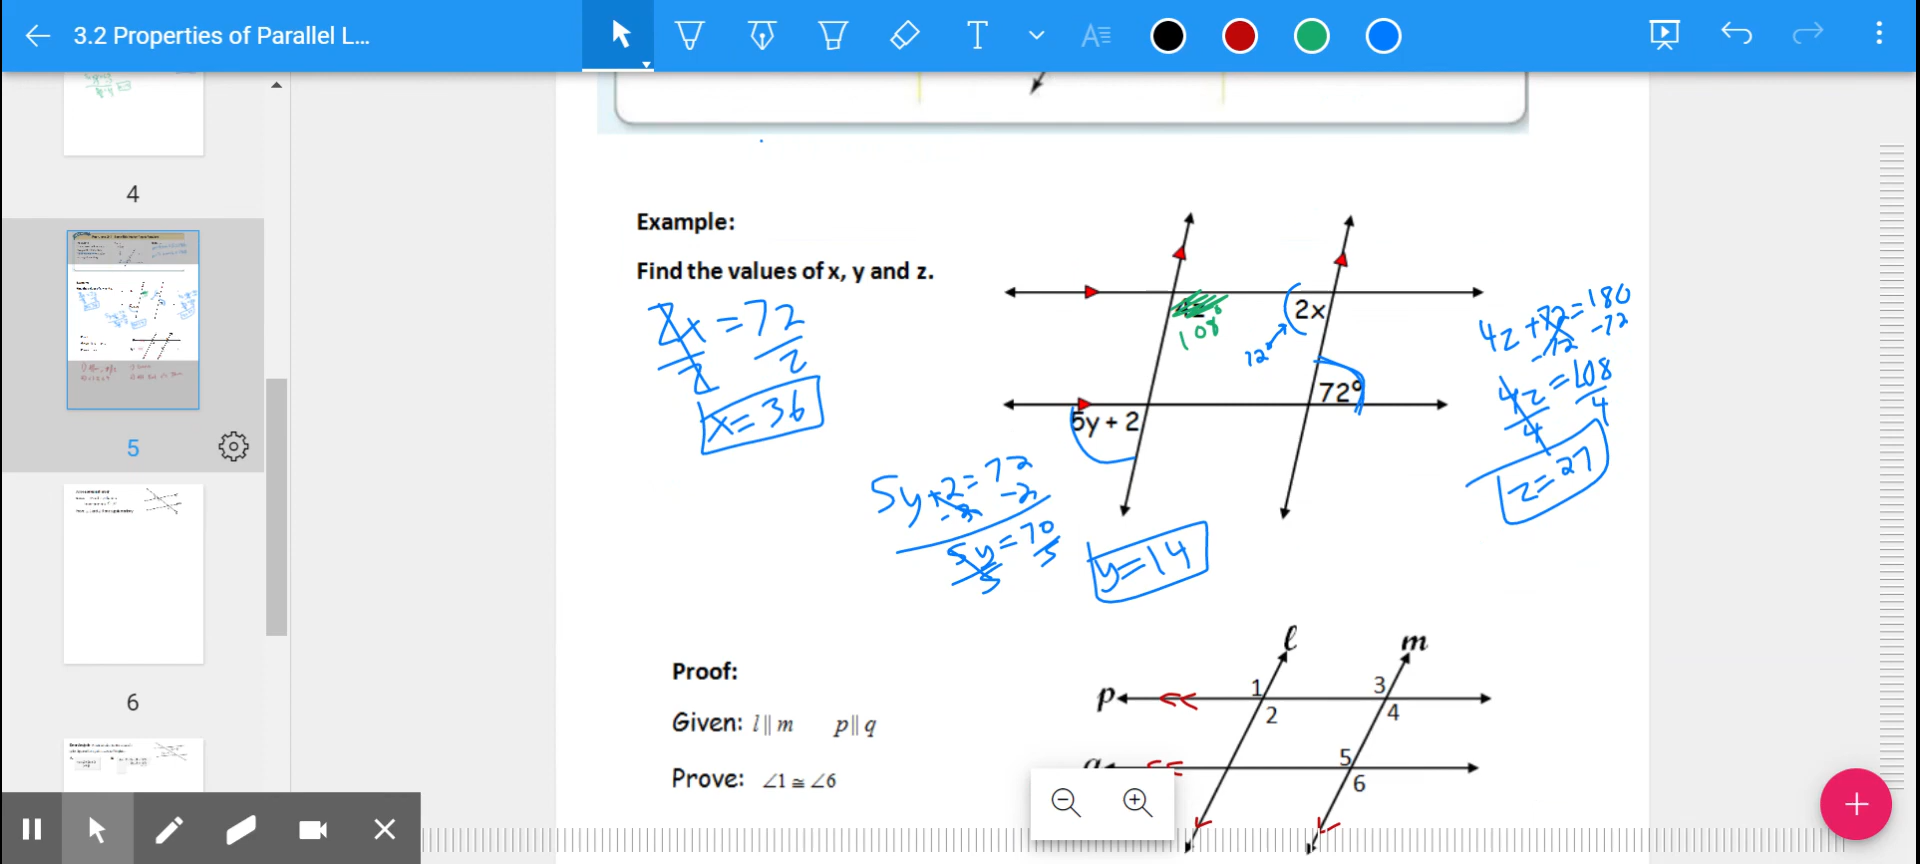 3.2 Properties of Parallel L...
T
A
4
5
6
Example:
Find the values of x, y and z.
2x = 72
2 2
x = 36
108
2x
72°
72°
5y + 2
5y + 2 = 72
-2 -2
5y = 70
5 5
y = 14
4z + 72 = 180
-72 -72
4z = 108
4 4
z = 27
Proof:
Given: l || m p || q
Prove: ∠1 ≅ ∠6
l
m
p
1
2
3
4
q
5
6